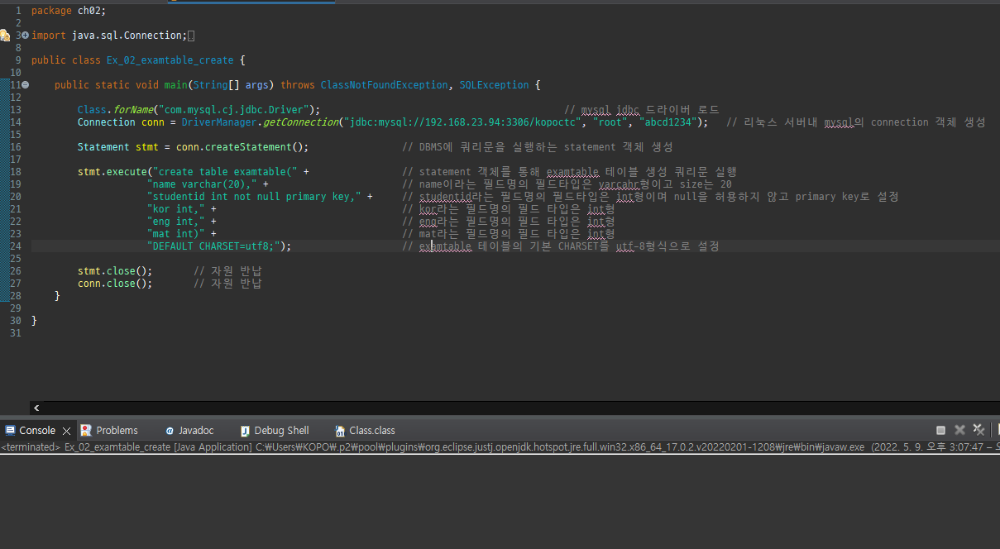 1 package ch02;
2
3 import java.sql.Connection;
8
9 public class Ex_02_examtable_create {
10
11 public static void main(String[] args) throws ClassNotFoundException, SQLException {
12
13 Class.forName("com.mysql.cj.jdbc.Driver"); // mysql jdbc 드라이버 로드
14 Connection conn = DriverManager.getConnection("jdbc:mysql://192.168.23.94:3306/kopoctc", "root", "abcd1234"); // 리눅스 서버내 mysql의 connection 객체 생성
15
16 Statement stmt = conn.createStatement(); // DBMS에 쿼리문을 실행하는 statement 객체 생성
17
18 stmt.execute("create table examtable(" + // statement 객체를 통해 examtable 테이블 생성 쿼리문 실행
19 "name varchar(20)," + // name이라는 필드명의 필드타입은 varcahr형이고 size는 20
20 "studentid int not null primary key," + // studentid라는 필드명의 필드타입은 int형이며 null을 허용하지 않고 primary key로 설정
21 "kor int," + // kor라는 필드명의 필드 타입은 int형
22 "eng int," + // eng라는 필드명의 필드 타입은 int형
23 "mat int)" + // mat라는 필드명의 필드 타입은 int형
24 "DEFAULT CHARSET=utf8;"); // examtable 테이블의 기본 CHARSET를 utf-8형식으로 설정
25
26 stmt.close(); // 자원 반납
27 conn.close(); // 자원 반납
28 }
29
30 }
31
Console Problems Javadoc Debug Shell Class.class
<terminated> Ex_02_examtable_create [Java Application] C:₩Users₩KOPO₩.p2₩pool₩plugins₩org.eclipse.justj.openjdk.hotspot.jre.full.win32.x86_64_17.0.2.v20220201-1208₩jre₩bin₩javaw.exe (2022. 5. 9. 오후 3:07:47 –